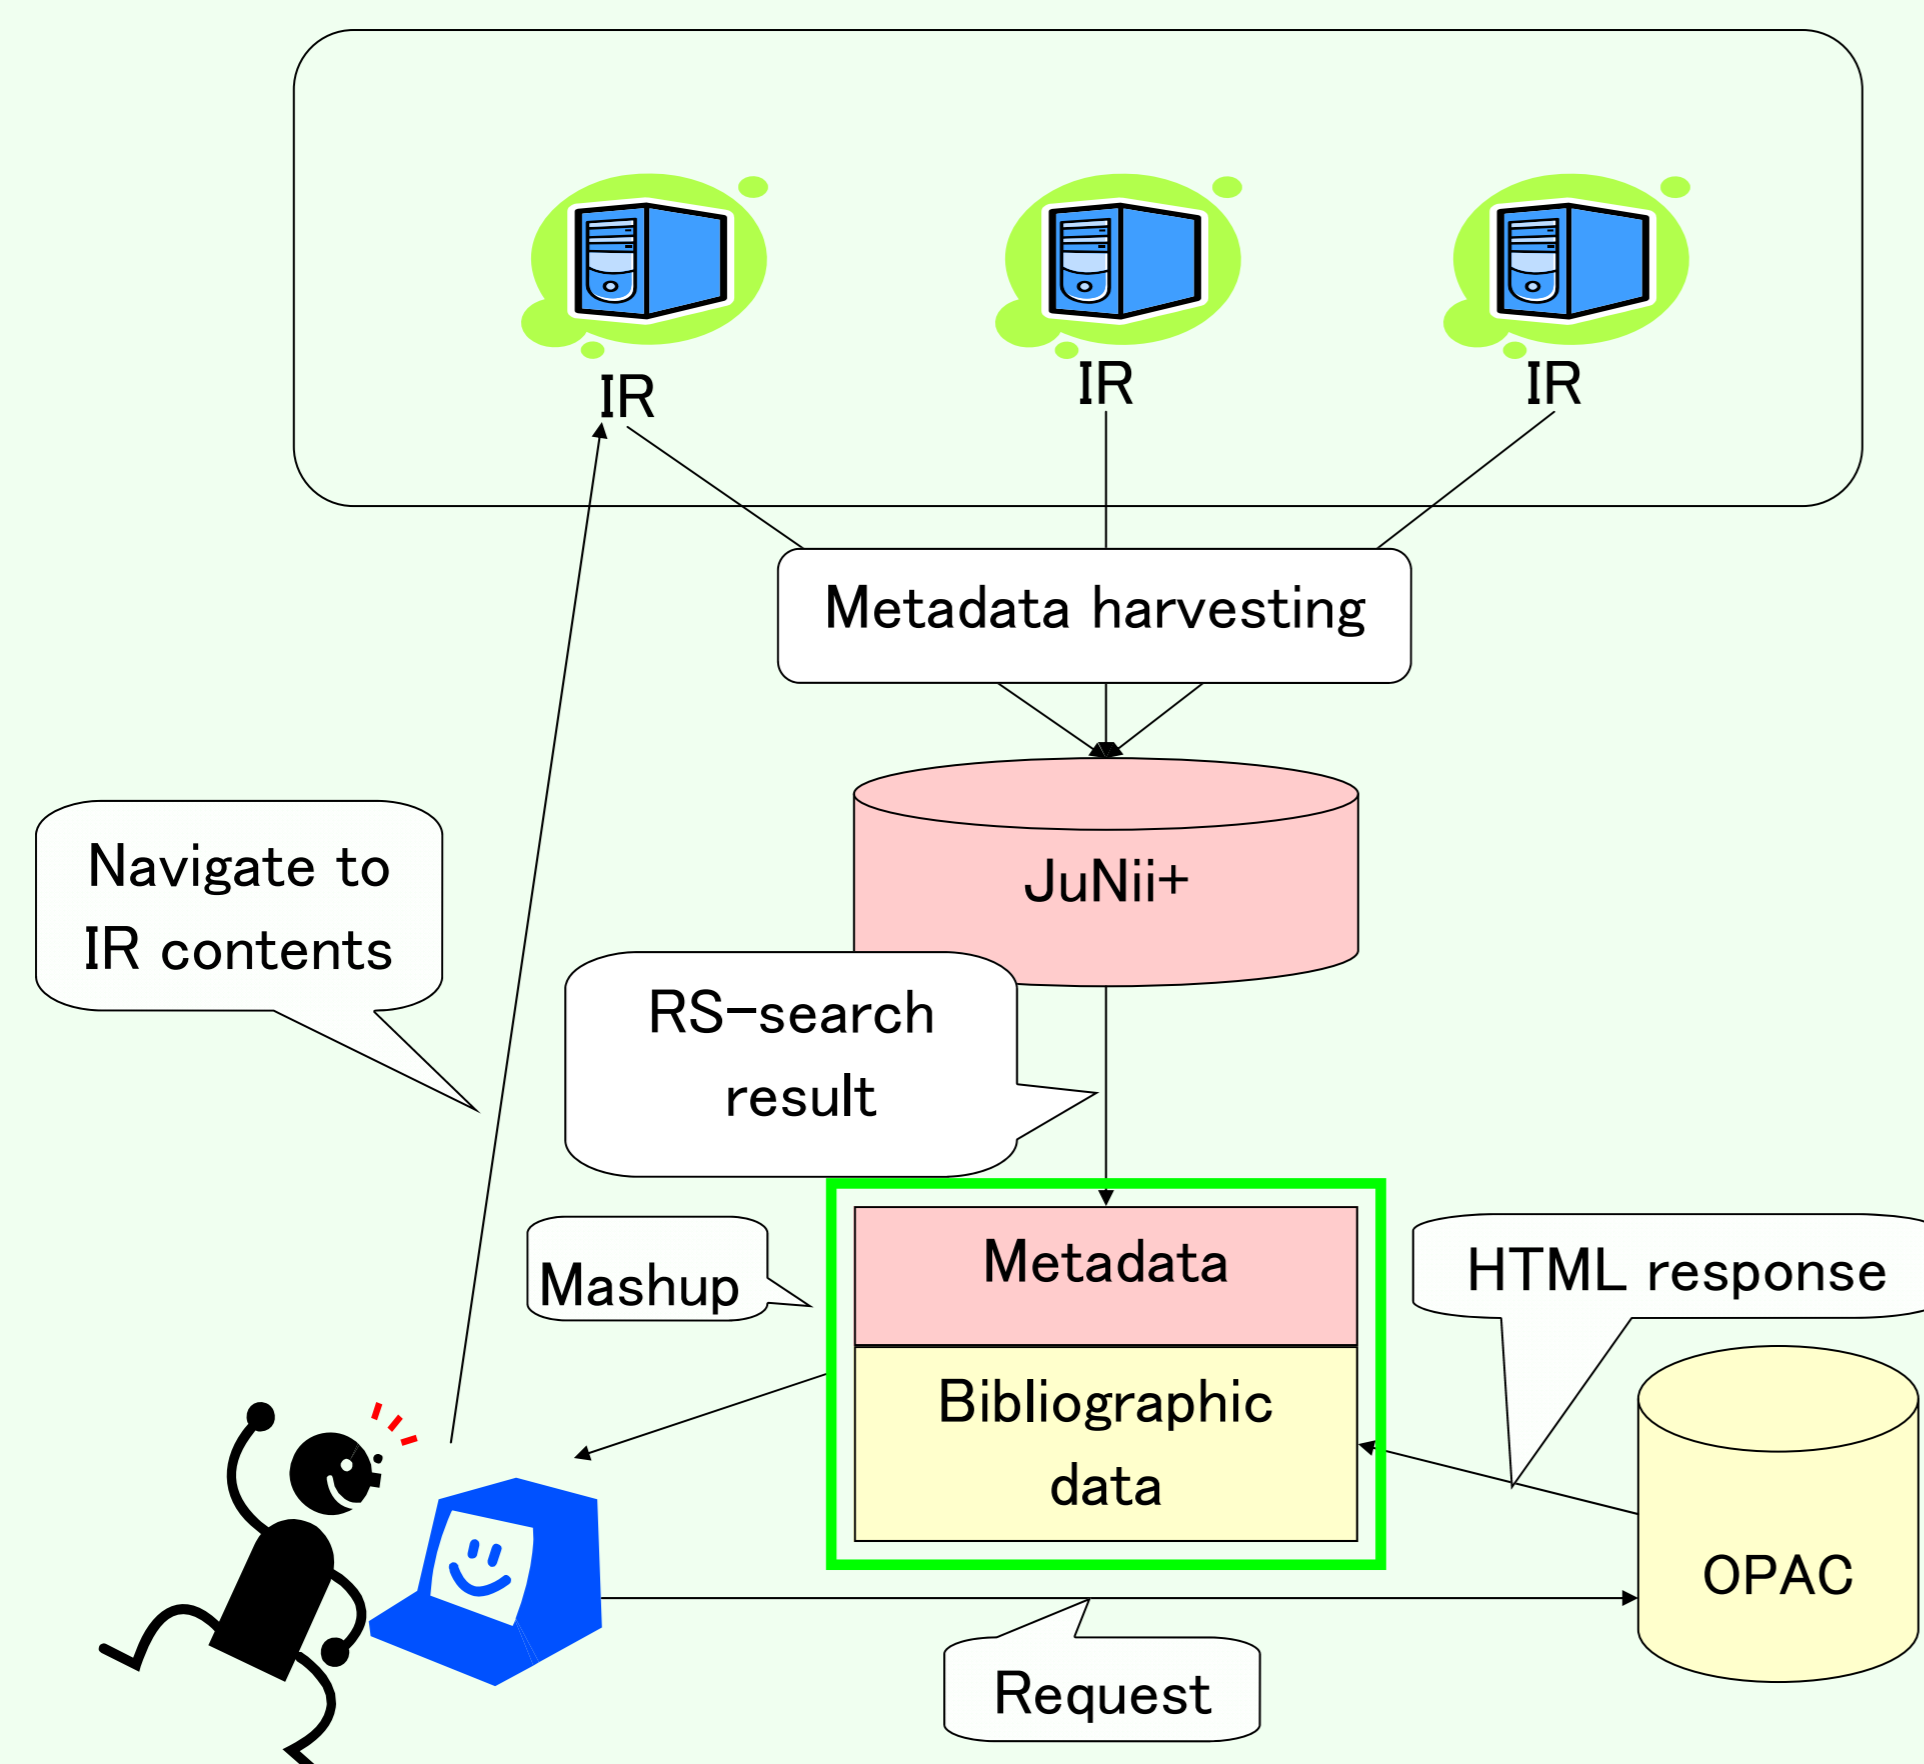 IR
IR
IR
Metadata harvesting
JuNii+
Navigate to
IR contents
RS-search
result
Mashup
Metadata
HTML response
Bibliographic
data
OPAC
Request